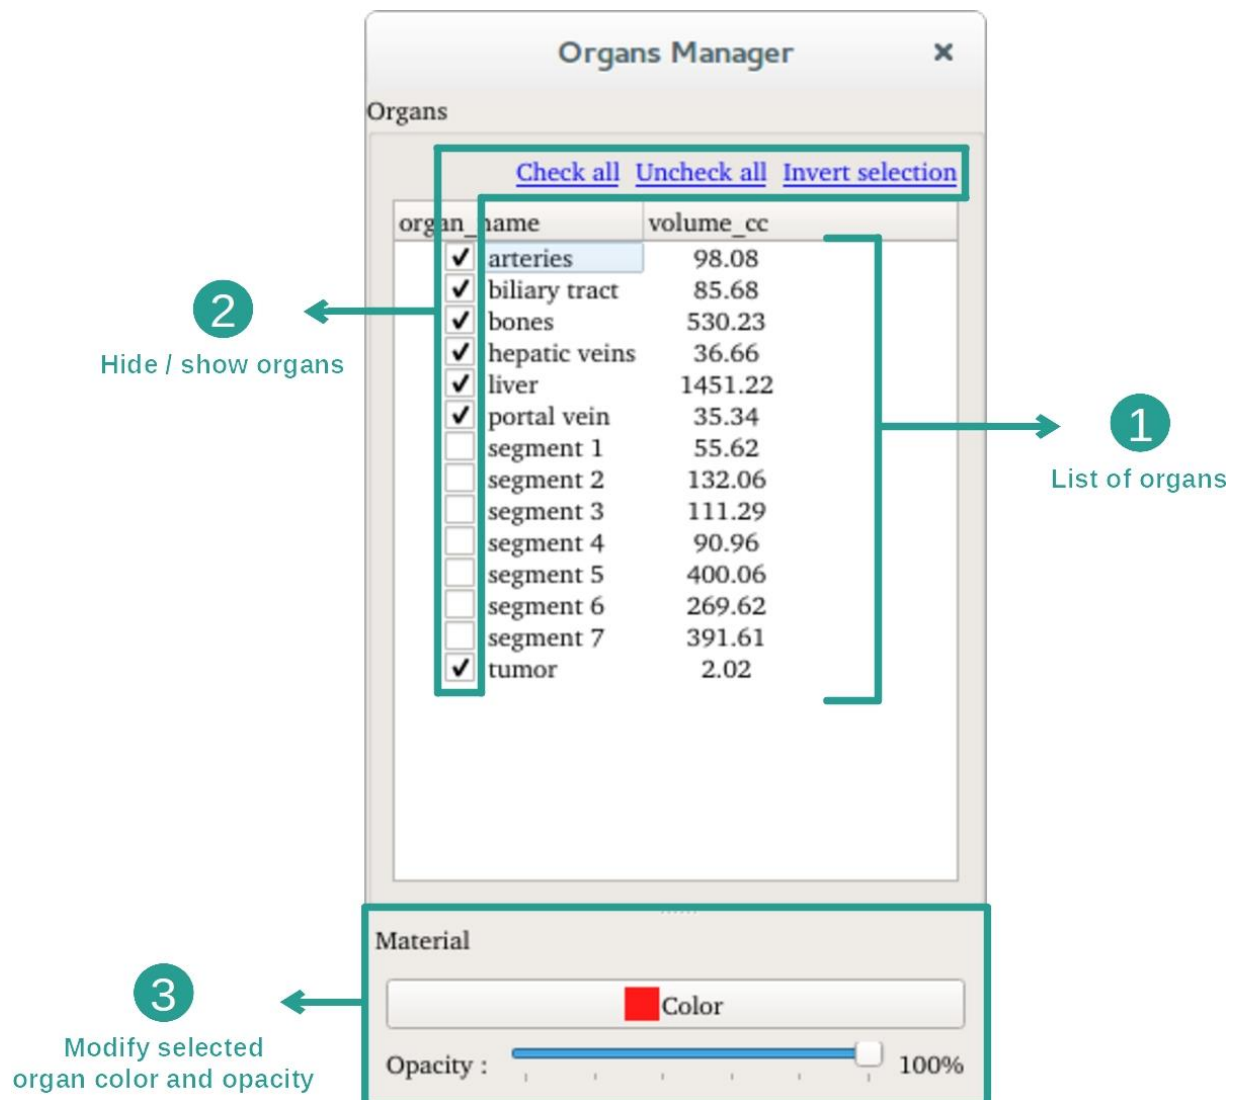 Organs Manager ×
Organs
Check all Uncheck all Invert selection
organ_name volume_cc
✓ arteries 98.08
✓ biliary tract 85.68
✓ bones 530.23
✓ hepatic veins 36.66
✓ liver 1451.22
✓ portal vein 35.34
segment 1 55.62
segment 2 132.06
segment 3 111.29
segment 4 90.96
segment 5 400.06
segment 6 269.62
segment 7 391.61
✓ tumor 2.02
2
Hide / show organs
1
List of organs
Material
Color
Opacity : 100%
3
Modify selected
organ color and opacity